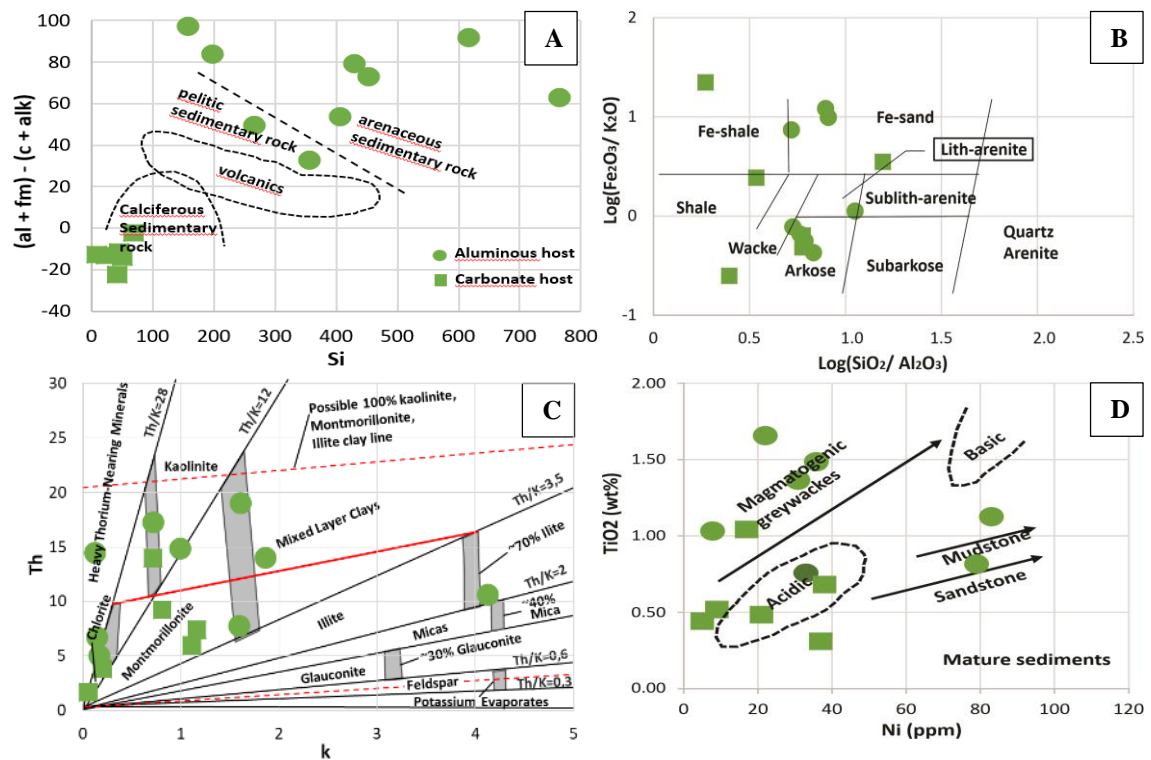 A
100
80
60
40
20
0
-20
-40
(al + fm) - (c + alk)
pelitic
sedimentary rock
arenaceous
sedimentary rock
volcanics
Calciferous
Sedimentary
rock
Aluminous host
Carbonate host
0 100 200 300 400 500 600 700 800
Si
B
2
1
0
-1
Log(Fe2O3/ K2O)
Fe-shale
Fe-sand
Lith-arenite
Shale
Sublith-arenite
Wacke
Arkose
Subarkose
Quartz
Arenite
0 0.5 1.0 1.5 2.0 2.5
Log(SiO2/ Al2O3)
C
30
25
20
15
10
5
0
Th
Heavy Thorium-Nearing Minerals
Th/K=28
Th/K=12
Possible 100% kaolinite,
Montmorillonite,
Illite clay line
Kaolinite
Mixed Layer Clays
Th/K=3,5
~70% Ilite
Chlorite
Montmorillonite
Illite
Th/K=2
~40%
Mica
Micas
~30% Glauconite
Glauconite
Th/K=0,6
Feldspar
Th/K=0,3
Potassium Evaporates
0 1 2 3 4 5
k
D
2.00
1.50
1.00
0.50
0.00
TiO2 (wt%)
Magmatogenic
greywackes
Basic
Mudstone
Sandstone
Acidic
Mature sediments
0 20 40 60 80 100 120
Ni (ppm)